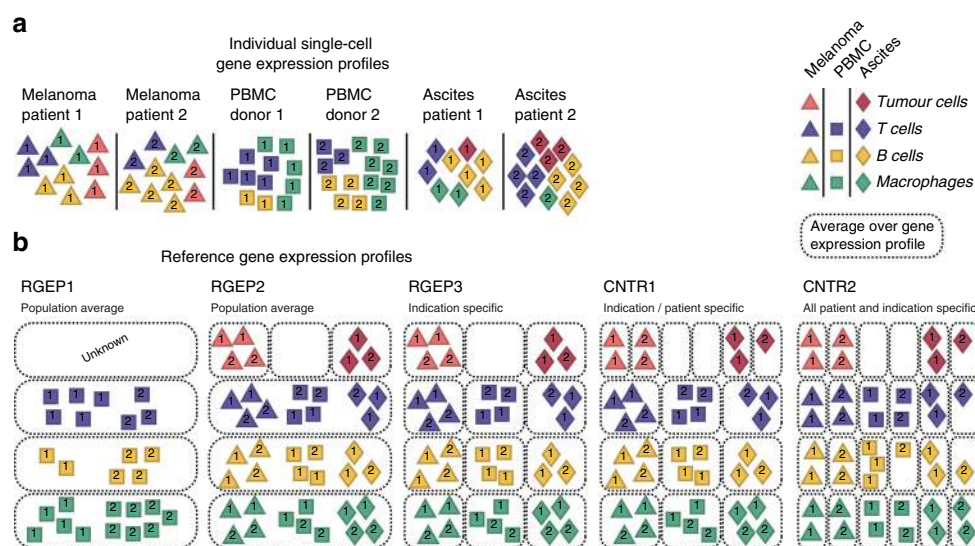 a
Individual single-cell
gene expression profiles
Melanoma
patient 1
Melanoma
patient 2
PBMC
donor 1
PBMC
donor 2
Ascites
patient 1
Ascites
patient 2
Melanoma
PBMC
Ascites
Tumour cells
T cells
B cells
Macrophages
Average over gene
expression profile
b
Reference gene expression profiles
RGEP1
Population average
RGEP2
Population average
RGEP3
Indication specific
CNTR1
Indication / patient specific
CNTR2
All patient and indication specific
Unknown